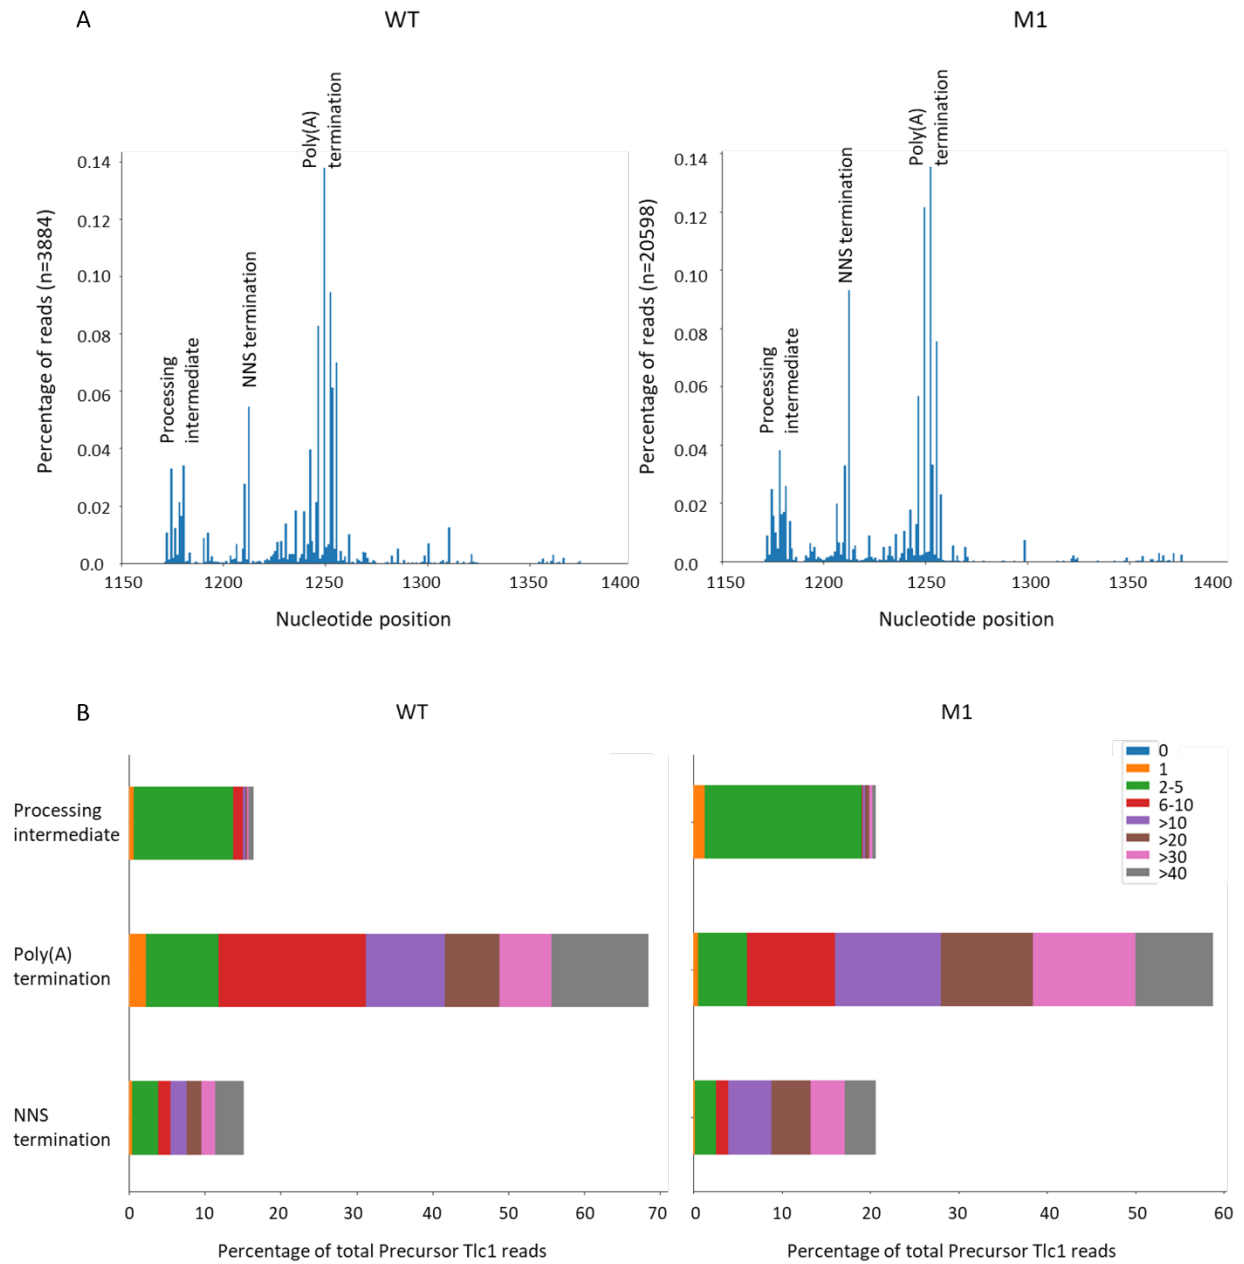 A
WT
M1
Poly(A)
termination
NNS termination
Processing
intermediate
Percentage of reads (n=3884)
0.14
0.12
0.10
0.08
0.06
0.04
0.02
0.0
1150
1200
1250
1300
1350
1400
Nucleotide position
Poly(A)
termination
NNS termination
Processing
intermediate
Percentage of reads (n=20598)
0.14
0.12
0.10
0.08
0.06
0.04
0.02
0.0
1150
1200
1250
1300
1350
1400
Nucleotide position
B
WT
M1
Processing
intermediate
Poly(A)
termination
NNS
termination
0
1
2-5
6-10
>10
>20
>30
>40
0 10 20 30 40 50 60 70
Percentage of total Precursor Tlc1 reads
0 10 20 30 40 50 60
Percentage of total Precursor Tlc1 reads